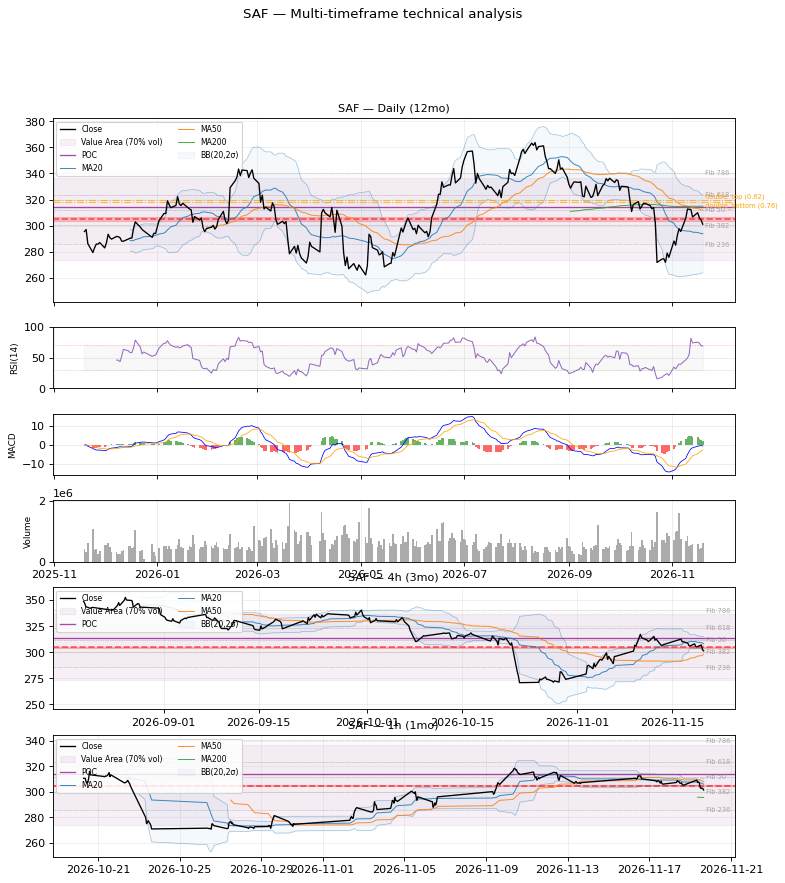 SAF — Multi-timeframe technical analysis
SAF — Daily (12mo)
Close
Value Area (70% vol)
POC
MA20
MA50
MA200
BB(20,2σ)
380
360
340
320
300
280
260
Fib 786
Fib 618
Fib 50
Fib 382
Fib 236
RSI(14)
100
50
0
MACD
10
0
−10
1e6
Volume
2
0
2025-11
2026-01
2026-03
2026-05
2026-07
2026-09
2026-11
SAF — 4h (3mo)
Close
Value Area (70% vol)
POC
MA20
MA50
BB(20,2σ)
350
325
300
275
250
Fib 786
Fib 618
Fib 50
Fib 382
Fib 236
2026-09-01
2026-09-15
2026-10-01
2026-10-15
2026-11-01
2026-11-15
SAF — 1h (1mo)
Close
Value Area (70% vol)
POC
MA20
MA50
MA200
BB(20,2σ)
340
320
300
280
260
Fib 786
Fib 618
Fib 50
Fib 382
Fib 236
2026-10-21
2026-10-25
2026-10-29
2026-11-01
2026-11-05
2026-11-09
2026-11-13
2026-11-17
2026-11-21